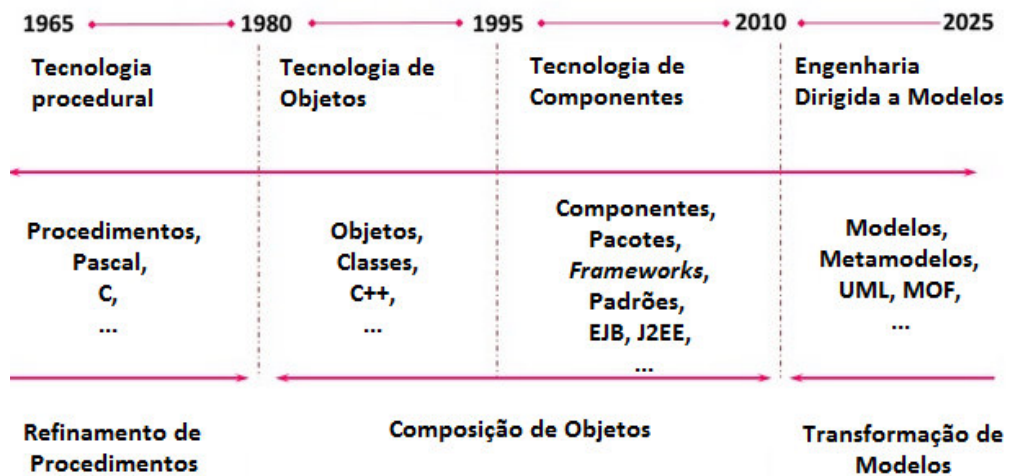 1965 1980 1995 2010 2025
Tecnologia
procedural
Tecnologia de
Objetos
Tecnologia de
Componentes
Engenharia
Dirigida a Modelos
Procedimentos,
Pascal,
C,
...
Objetos,
Classes,
C++,
...
Componentes,
Pacotes,
Frameworks,
Padrões,
EJB, J2EE,
...
Modelos,
Metamodelos,
UML, MOF,
...
Refinamento de
Procedimentos
Composição de Objetos
Transformação de
Modelos